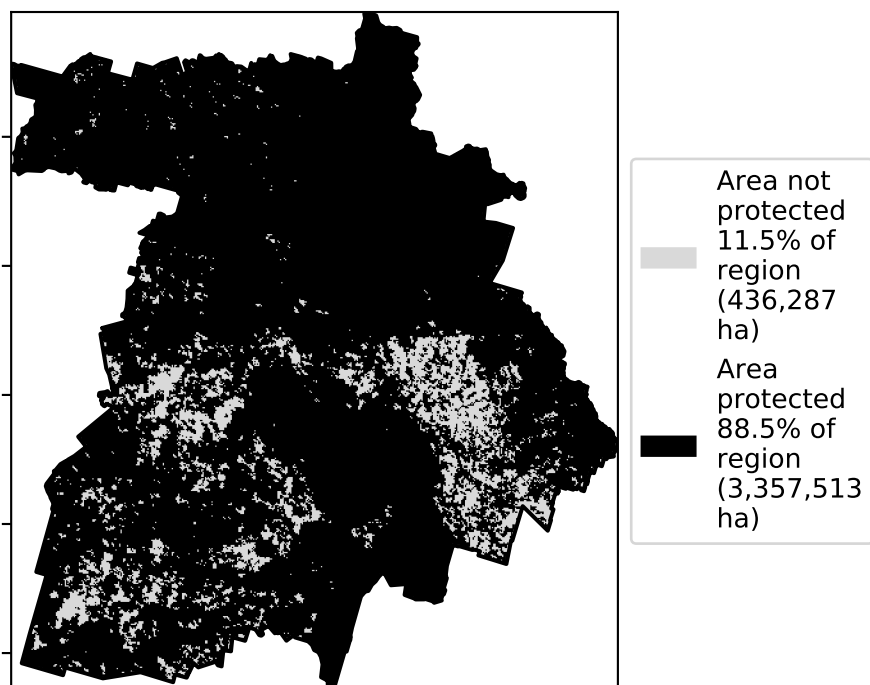 Area not
protected
11.5% of
region
(436,287
ha)
Area
protected
88.5% of
region
(3,357,513
ha)